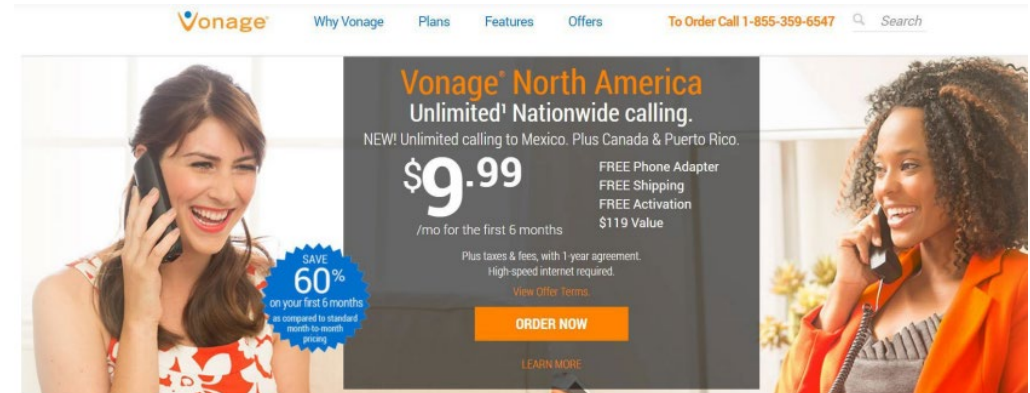 Vonage® Why Vonage Plans Features Offers To Order Call 1-855-359-6547 Search
Vonage® North America
Unlimited¹ Nationwide calling.
NEW! Unlimited calling to Mexico. Plus Canada & Puerto Rico.
$9.99
/mo for the first 6 months
FREE Phone Adapter
FREE Shipping
FREE Activation
$119 Value
Plus taxes & fees, with 1-year agreement.
High-speed internet required.
View Offer Terms.
ORDER NOW
LEARN MORE
SAVE
60%
on your first 6 months
as compared to standard
month-to-month
pricing